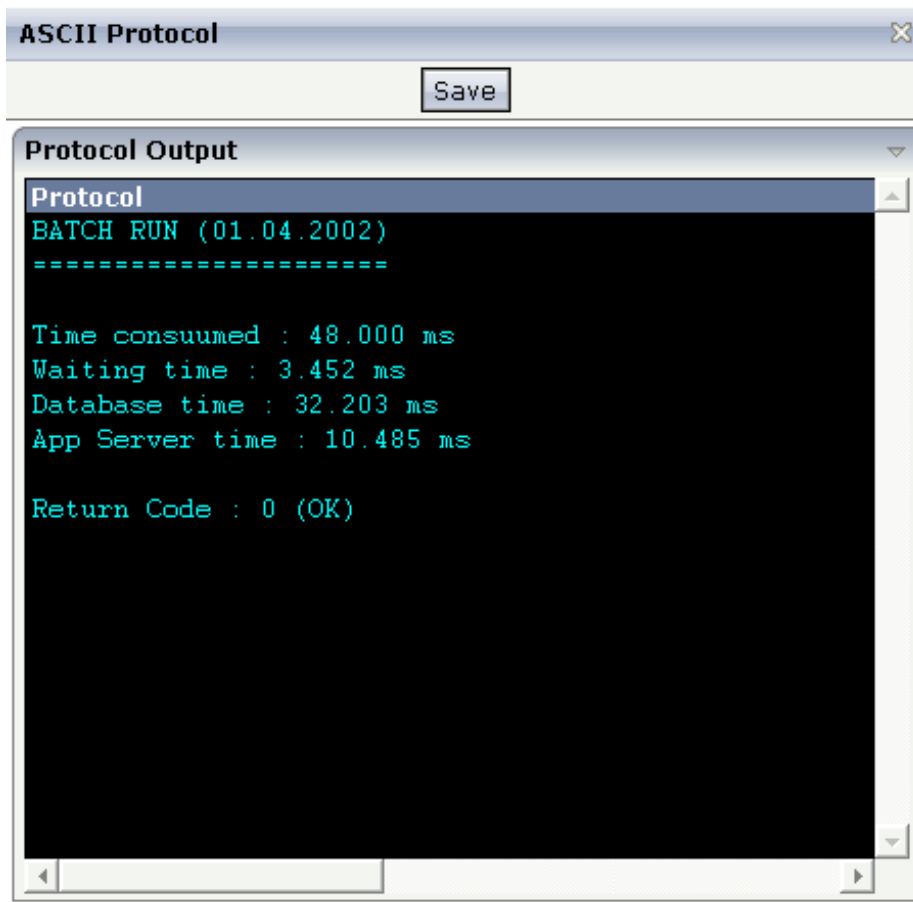 ASCII Protocol
Save
Protocol Output
Protocol
BATCH RUN (01.04.2002)
======================
Time consuumed : 48.000 ms
Waiting time : 3.452 ms
Database time : 32.203 ms
App Server time : 10.485 ms
Return Code : 0 (OK)